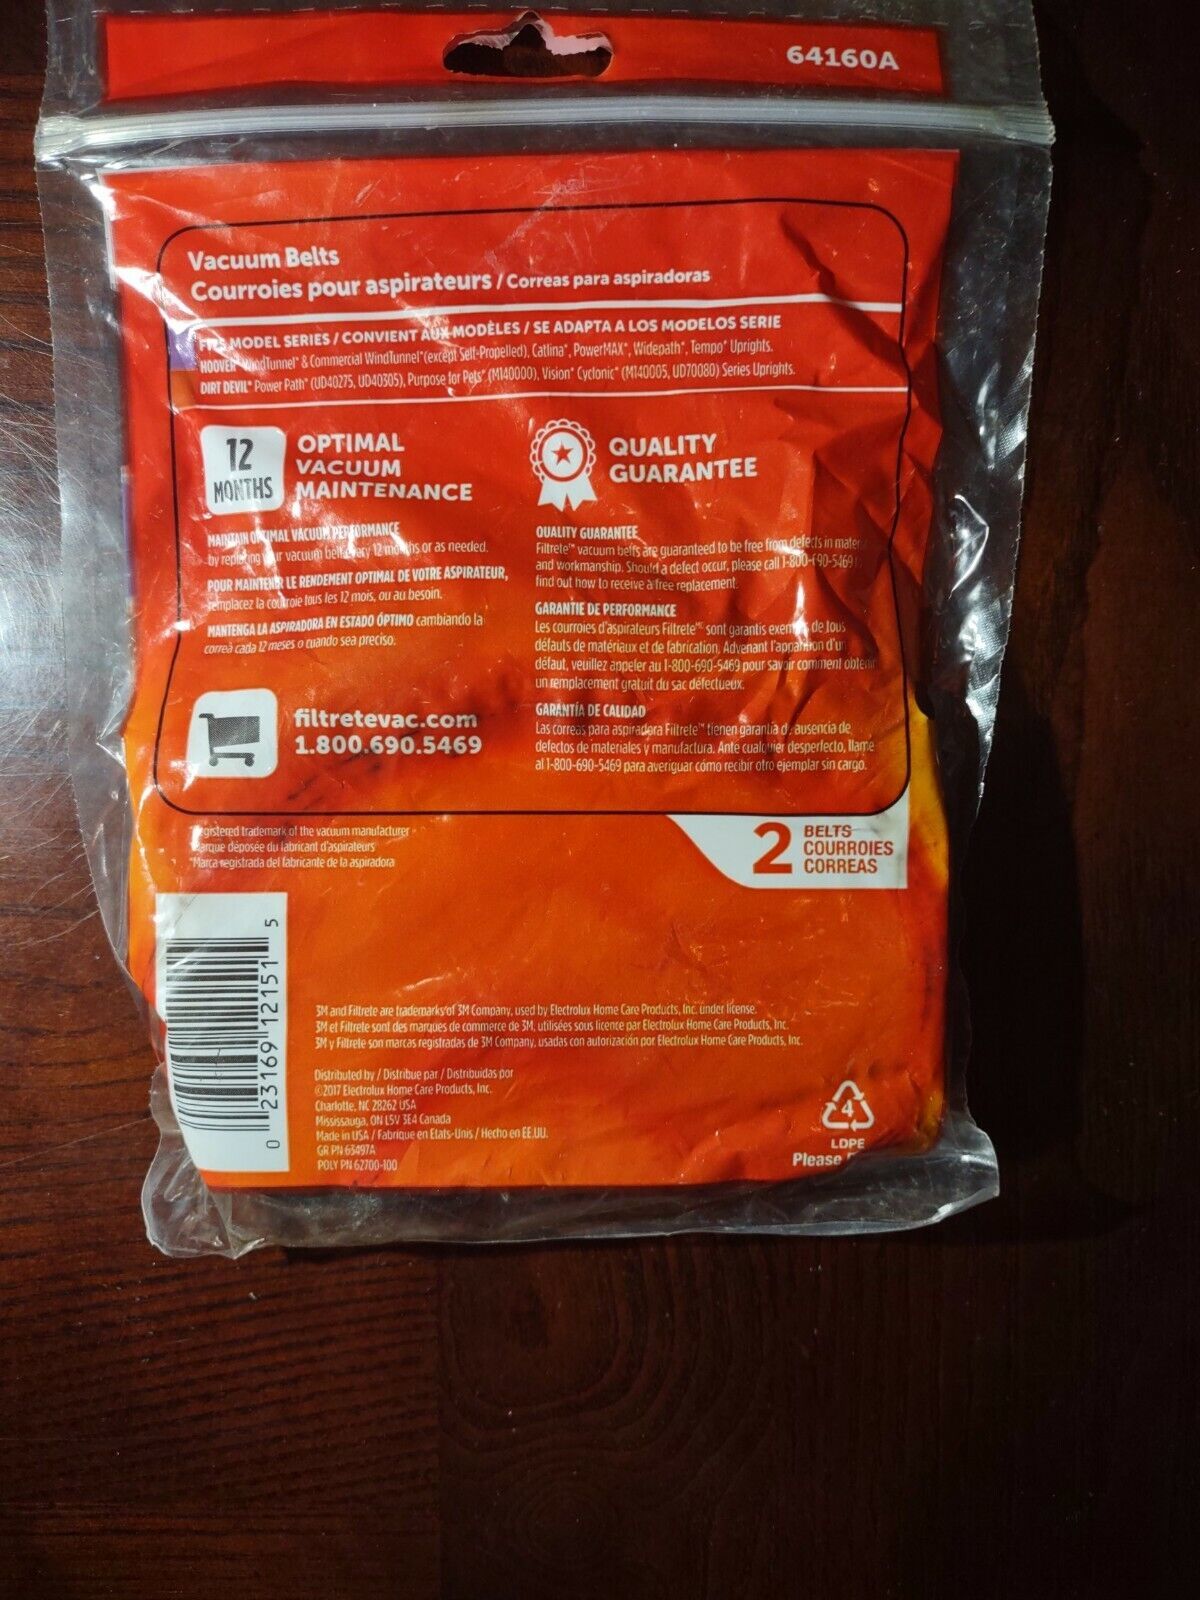 64160A
Vacuum Belts
Courroies pour aspirateurs / Correas para aspiradoras
FITS MODEL SERIES / CONVIENT AUX MODÈLES / SE ADAPTA A LOS MODELOS SERIE
HOOVER* WindTunnel* & Commercial WindTunnel* (except Self-Propelled), Catlina*, PowerMAX*, Widepath*, Tempo* Uprights.
DIRT DEVIL* Power Path* (UD40275, UD40305), Purpose for Pets* (M140000), Vision* Cyclonic* (M140005, UD70080) Series Uprights.
12
MONTHS
OPTIMAL
VACUUM
MAINTENANCE
MAINTAIN OPTIMAL VACUUM PERFORMANCE
by replacing your vacuum belt every 12 months or as needed.
POUR MAINTENIR LE RENDEMENT OPTIMAL DE VOTRE ASPIRATEUR,
remplacez la courroie tous les 12 mois, ou au besoin.
MANTENGA LA ASPIRADORA EN ESTADO ÓPTIMO cambiando la
correa cada 12 meses o cuando sea preciso.
filtretevac.com
1.800.690.5469
QUALITY
GUARANTEE
QUALITY GUARANTEE
Filtrete™ vacuum belts are guaranteed to be free from defects in mater
and workmanship. Should a defect occur, please call 1-800-690-5469
find out how to receive a free replacement.
GARANTIE DE PERFORMANCE
Les courroies d'aspirateurs Filtrete™ᶜ sont garantis exempts de tous
défauts de matériaux et de fabrication. Advenant l'apparition d'un
défaut, veuillez appeler au 1-800-690-5469 pour savoir comment obtenir
un remplacement gratuit du sac défectueux.
GARANTÍA DE CALIDAD
Las correas para aspiradora Filtrete™ tienen garantía de ausencia de
defectos de materiales y manufactura. Ante cualquier desperfecto, llame
al 1-800-690-5469 para averiguar cómo recibir otro ejemplar sin cargo.
Registered trademark of the vacuum manufacturer
Marque déposée du fabricant d'aspirateurs
*Marca registrada del fabricante de la aspiradora
2 BELTS
COURROIES
CORREAS
0 23169 12151 5
3M and Filtrete are trademarks of 3M Company, used by Electrolux Home Care Products, Inc. under license.
3M et Filtrete sont des marques de commerce de 3M, utilisées sous licence par Electrolux Home Care Products, Inc.
3M y Filtrete son marcas registradas de 3M Company, usadas con autorización por Electrolux Home Care Products, Inc.
Distributed by / Distribue par / Distribuidas por
©2017 Electrolux Home Care Products, Inc.
Charlotte, NC 28262 USA
Mississauga, ON L5V 3E4 Canada
Made in USA / Fabrique en Etats-Unis / Hecho en EE.UU.
GR PN 63497A
POLY PN 62700-100
4
LDPE
Please